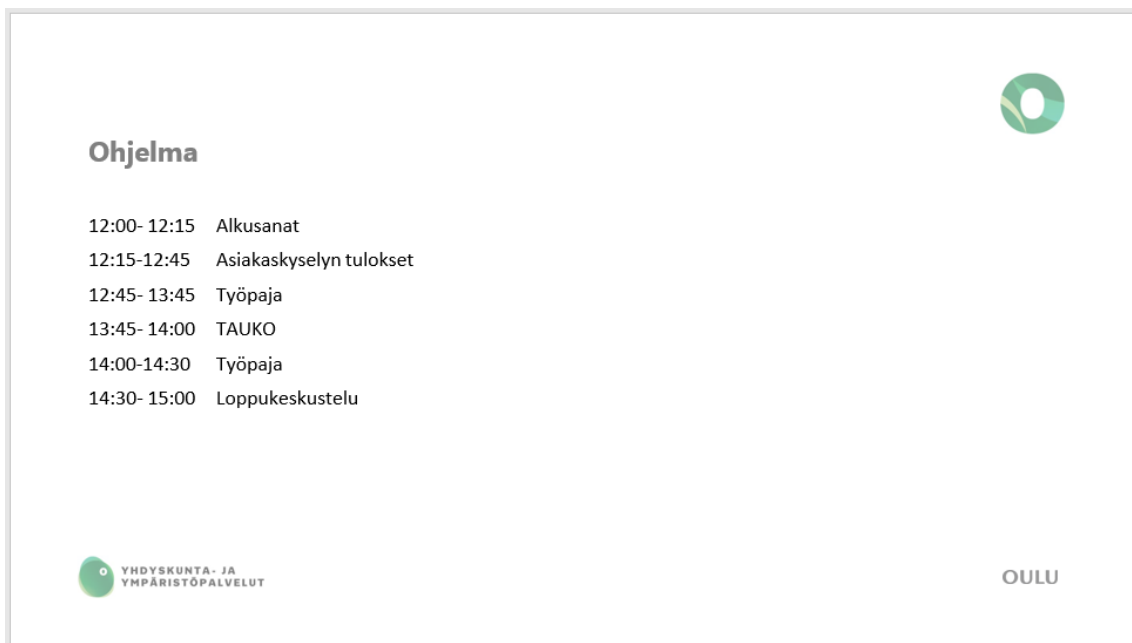 Ohjelma
12:00- 12:15 Alkusanat
12:15-12:45 Asiakaskyselyn tulokset
12:45- 13:45 Työpaja
13:45- 14:00 TAUKO
14:00-14:30 Työpaja
14:30- 15:00 Loppukeskustelu
YHDYSKUNTA- JA
YMPÄRISTÖPALVELUT
OULU